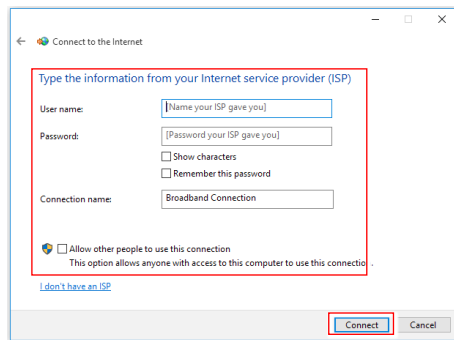 Connect to the Internet
Type the information from your Internet service provider (ISP)
User name:
[Name your ISP gave you]
Password:
[Password your ISP gave you]
Show characters
Remember this password
Connection name:
Broadband Connection
Allow other people to use this connection
This option allows anyone with access to this computer to use this connectio..
I don't have an ISP
Connect Cancel